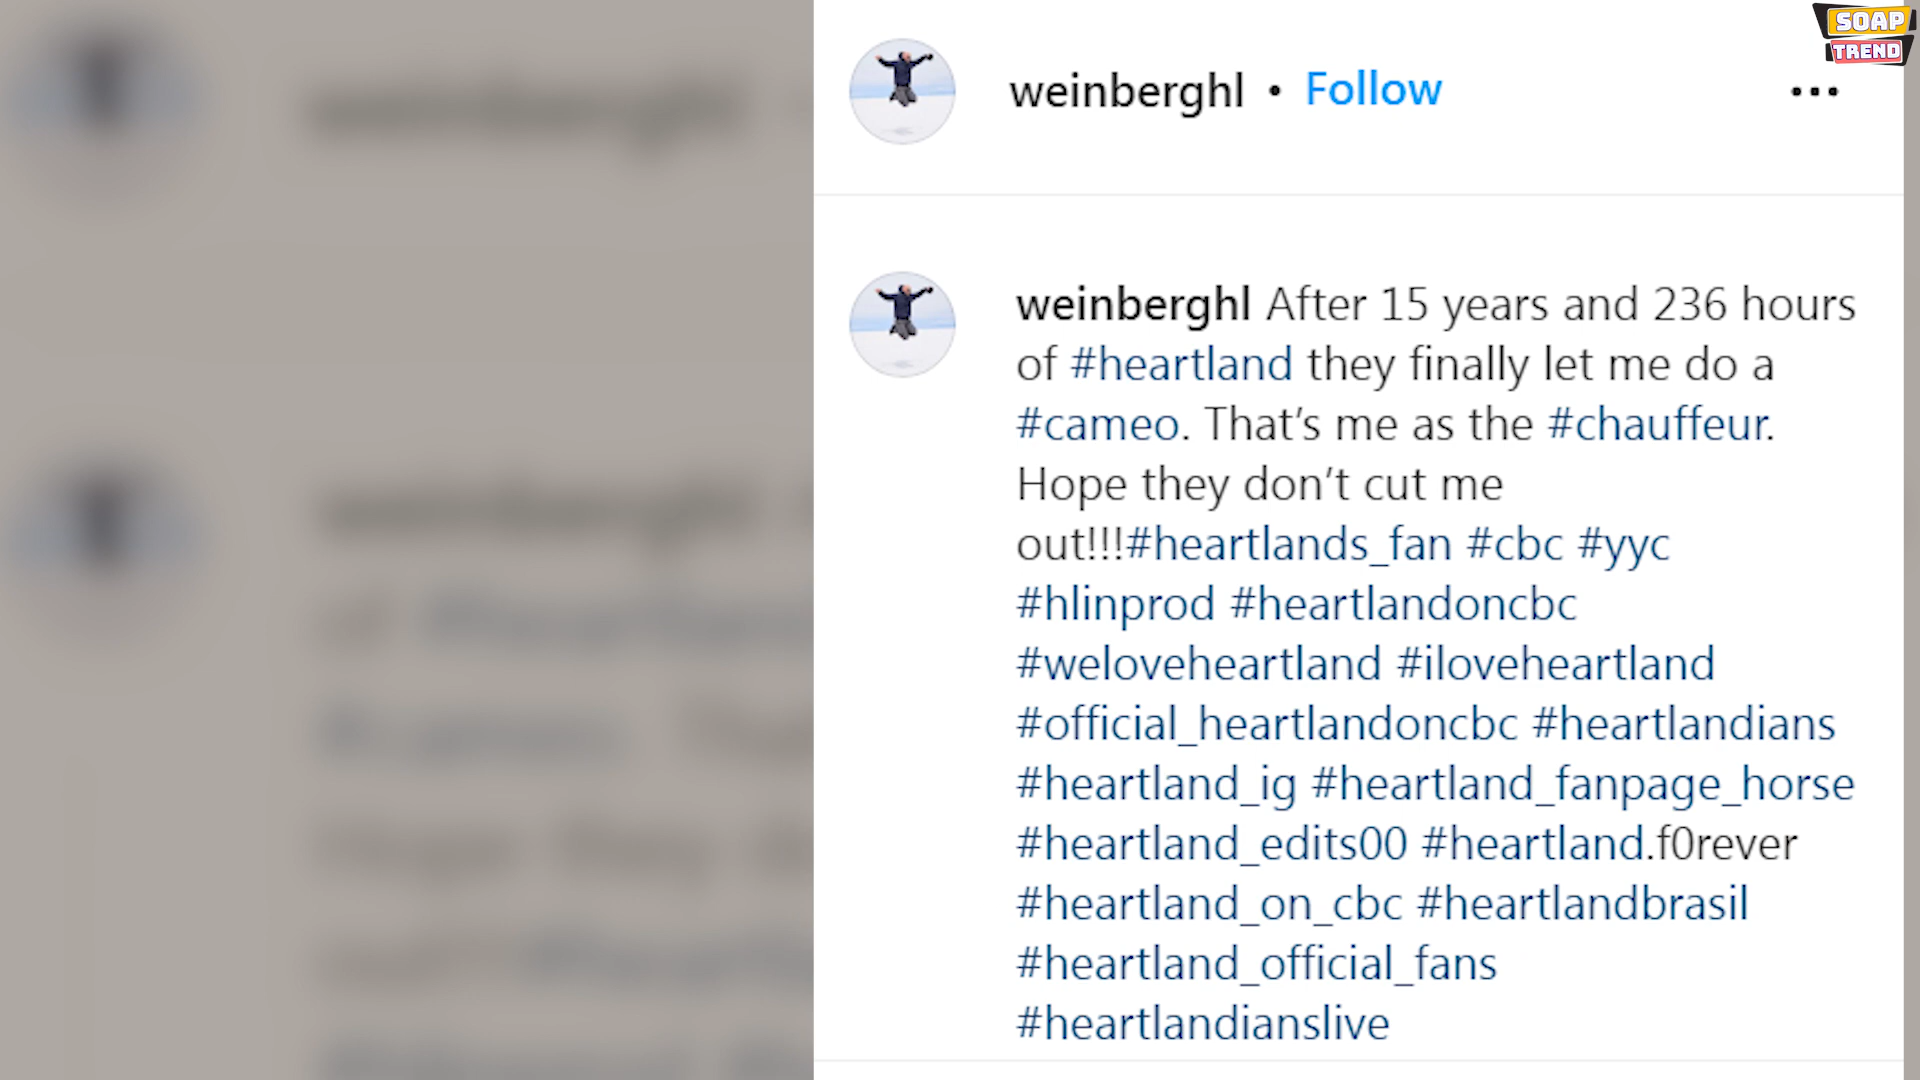 SOAP
TREND
weinberghl • Follow
weinberghl After 15 years and 236 hours
of #heartland they finally let me do a
#cameo. That’s me as the #chauffeur.
Hope they don’t cut me
out!!!#heartlands_fan #cbc #yyc
#hlinprod #heartlandoncbc
#weloveheartland #iloveheartland
#official_heartlandoncbc #heartlandians
#heartland_ig #heartland_fanpage_horse
#heartland_edits00 #heartland.f0rever
#heartland_on_cbc #heartlandbrasil
#heartland_official_fans
#heartlandianslive